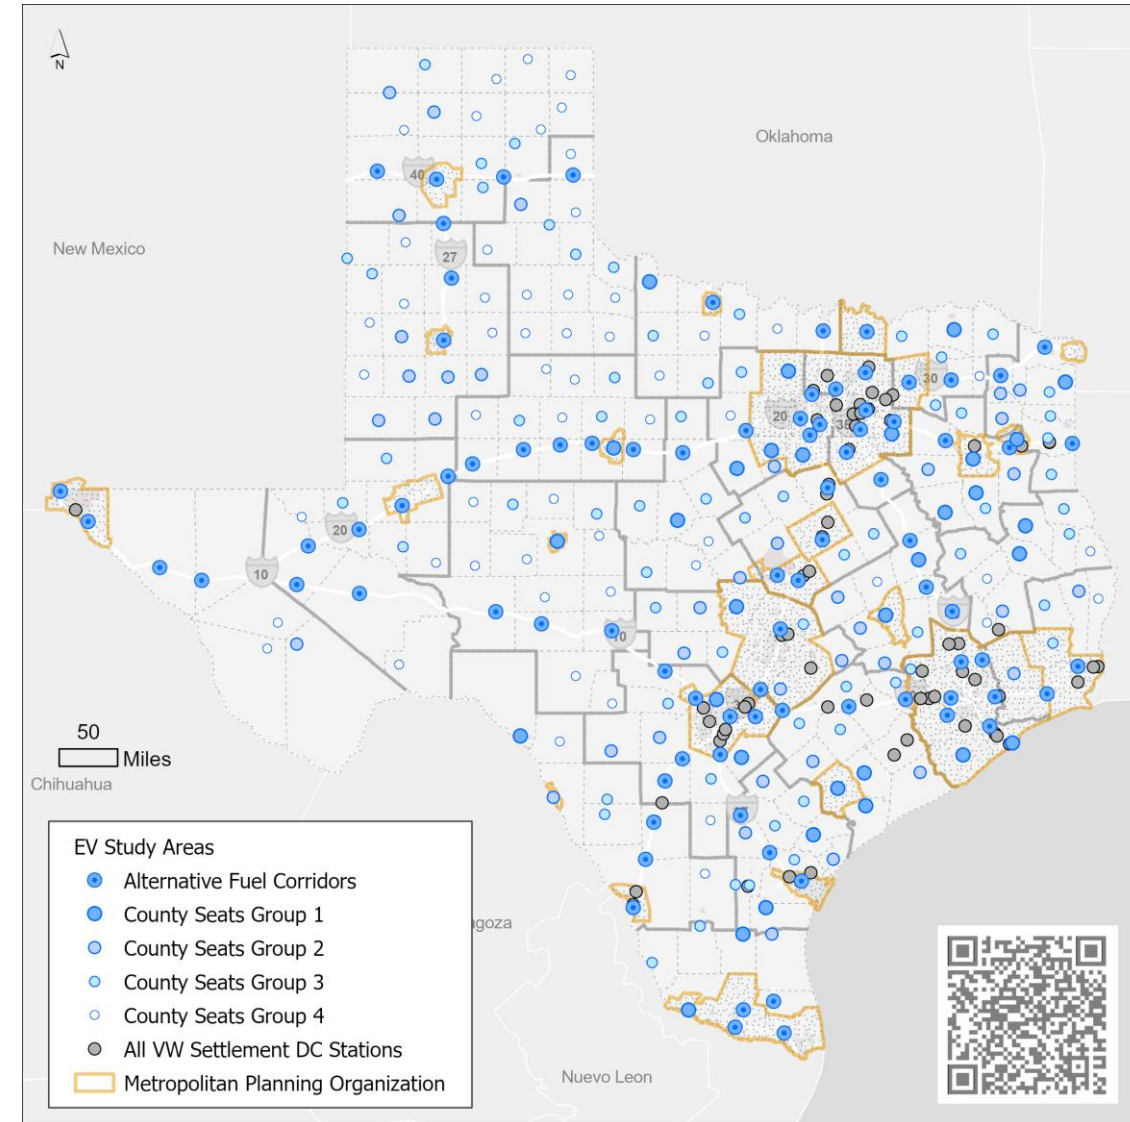 N
Oklahoma
40
New Mexico
27
30
20
35
20
10
10
50
Miles
Chihuahua
EV Study Areas
Alternative Fuel Corridors
County Seats Group 1
County Seats Group 2
County Seats Group 3
County Seats Group 4
All VW Settlement DC Stations
Metropolitan Planning Organization
agoza
Nuevo Leon